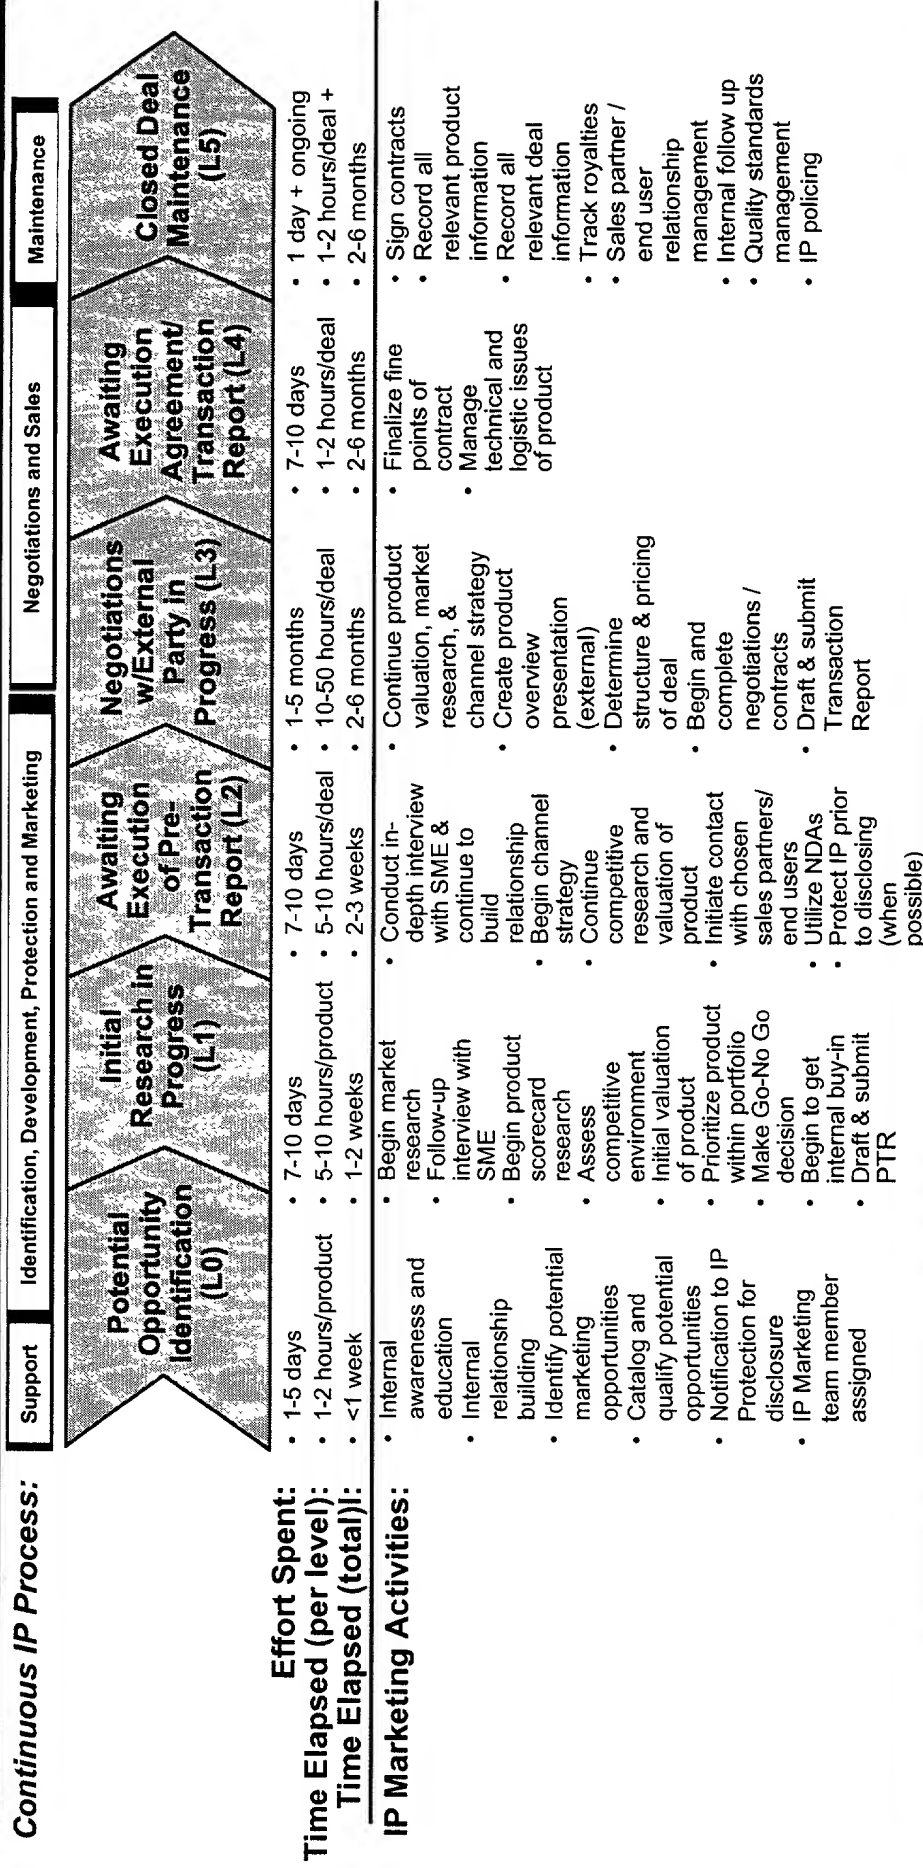 Continuous IP Process:
Support
Identification, Development, Protection and Marketing
Negotiations and Sales
Maintenance
Potential
Opportunity
Identification
(L0)
Initial
Research in
Progress
(L1)
Awaiting
Execution
of Pre-
Transaction
Report (L2)
Negotiations
w/External
Party in
Progress (L3)
Awaiting
Execution
Agreement/
Transaction
Report (L4)
Closed Deal
Maintenance
(L5)
Effort Spent:
Time Elapsed (per level):
Time Elapsed (total)l:
• 1-5 days
• 1-2 hours/product
• <1 week
• 7-10 days
• 5-10 hours/product
• 1-2 weeks
• 7-10 days
• 5-10 hours/deal
• 2-3 weeks
• 1-5 months
• 10-50 hours/deal
• 2-6 months
• 7-10 days
• 1-2 hours/deal
• 2-6 months
• 1 day + ongoing
• 1-2 hours/deal +
• 2-6 months
IP Marketing Activities:
• Internal
awareness and
education
• Internal
relationship
building
• Identify potential
marketing
opportunities
• Catalog and
qualify potential
opportunities
• Notification to IP
Protection for
disclosure
• IP Marketing
team member
assigned
• Begin market
research
• Follow-up
interview with
SME
• Begin product
scorecard
research
• Assess
competitive
environment
• Initial valuation
of product
• Prioritize product
within portfolio
• Make Go-No Go
decision
• Begin to get
internal buy-in
• Draft & submit
PTR
• Conduct in-
depth interview
with SME &
continue to
build
relationship
• Begin channel
strategy
• Continue
competitive
research and
valuation of
product
• Initiate contact
with chosen
sales partners/
end users
• Utilize NDAs
• Protect IP prior
to disclosing
(when
possible)
• Continue product
valuation, market
research, &
channel strategy
• Create product
overview
presentation
(external)
• Determine
structure & pricing
of deal
• Begin and
complete
negotiations /
contracts
• Draft & submit
Transaction
Report
• Finalize fine
points of
contract
• Manage
technical and
logistic issues
of product
• Sign contracts
• Record all
relevant product
information
• Record all
relevant deal
information
• Track royalties
• Sales partner /
end user
relationship
management
• Internal follow up
• Quality standards
management
• IP policing